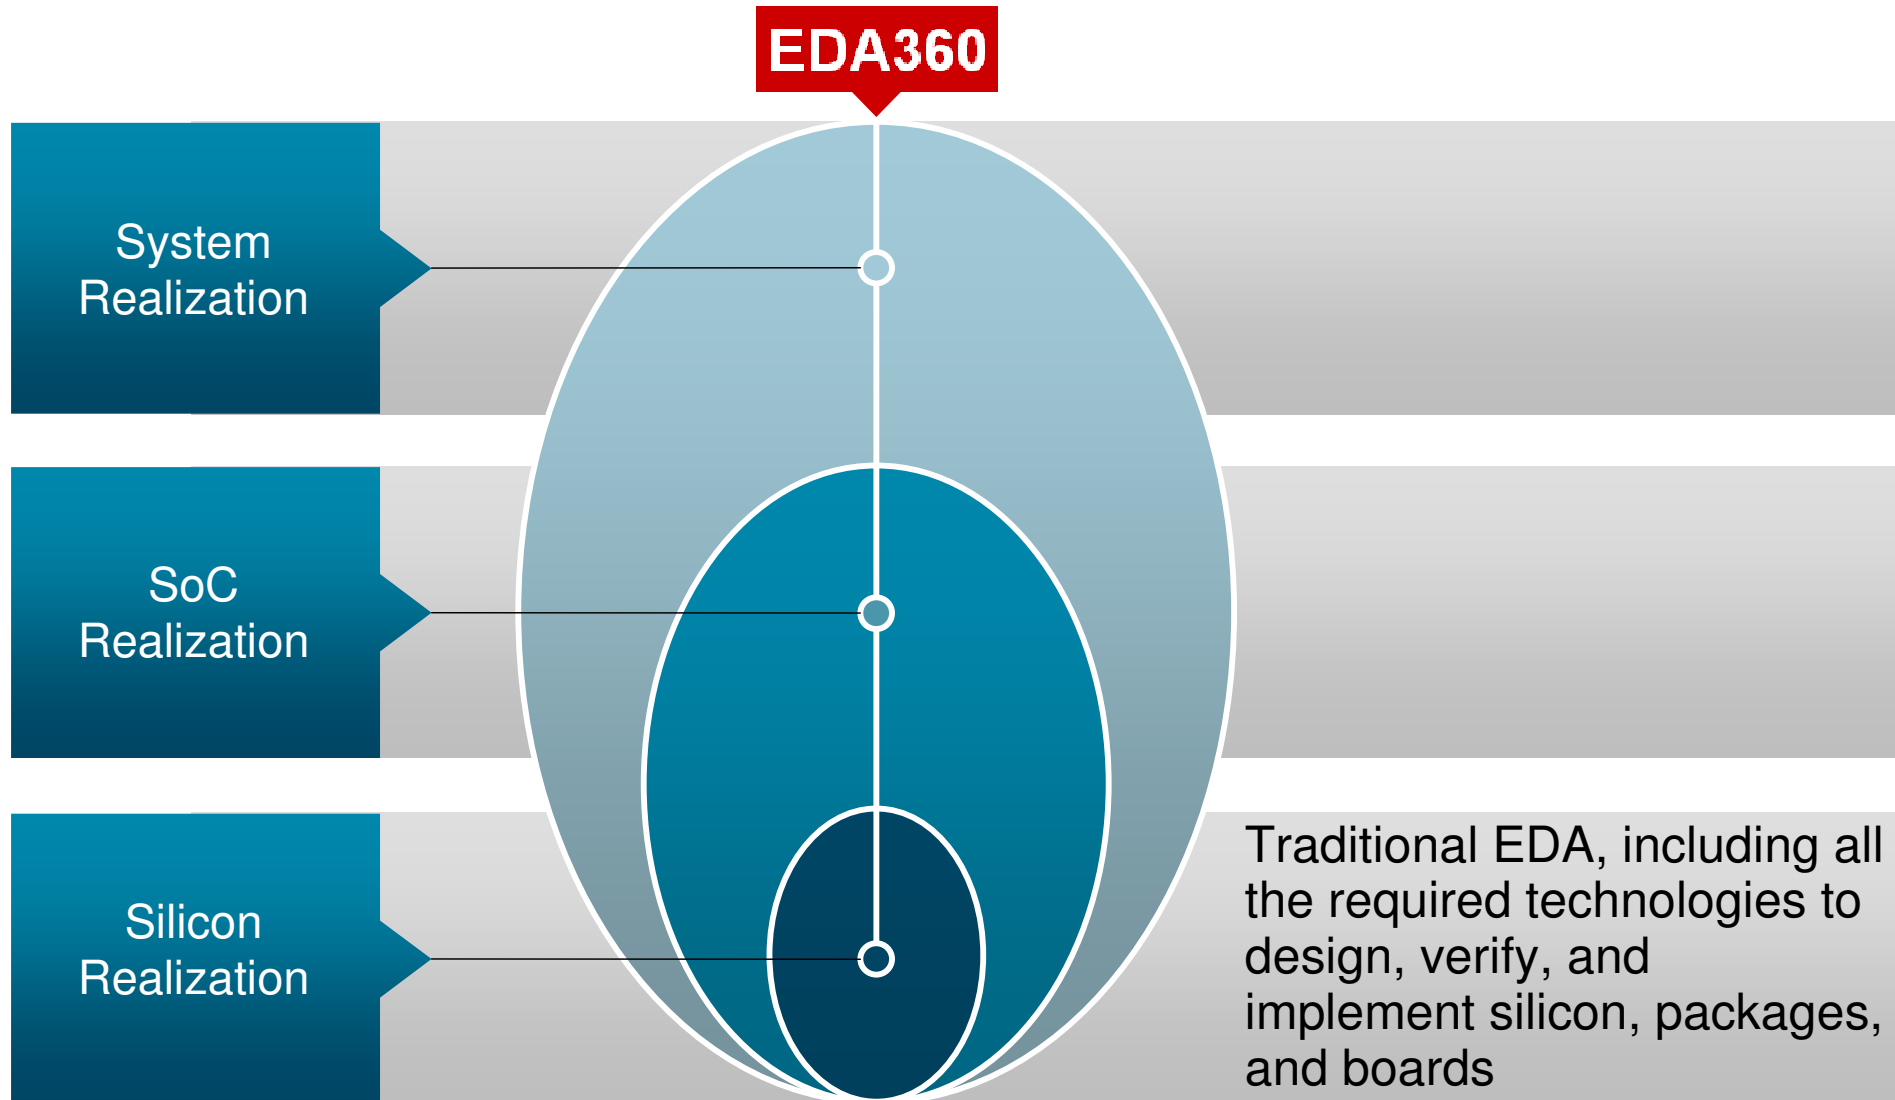 EDA360
System
Realization
SoC
Realization
Silicon
Realization
Traditional EDA, including all
the required technologies to
design, verify, and
implement silicon, packages,
and boards